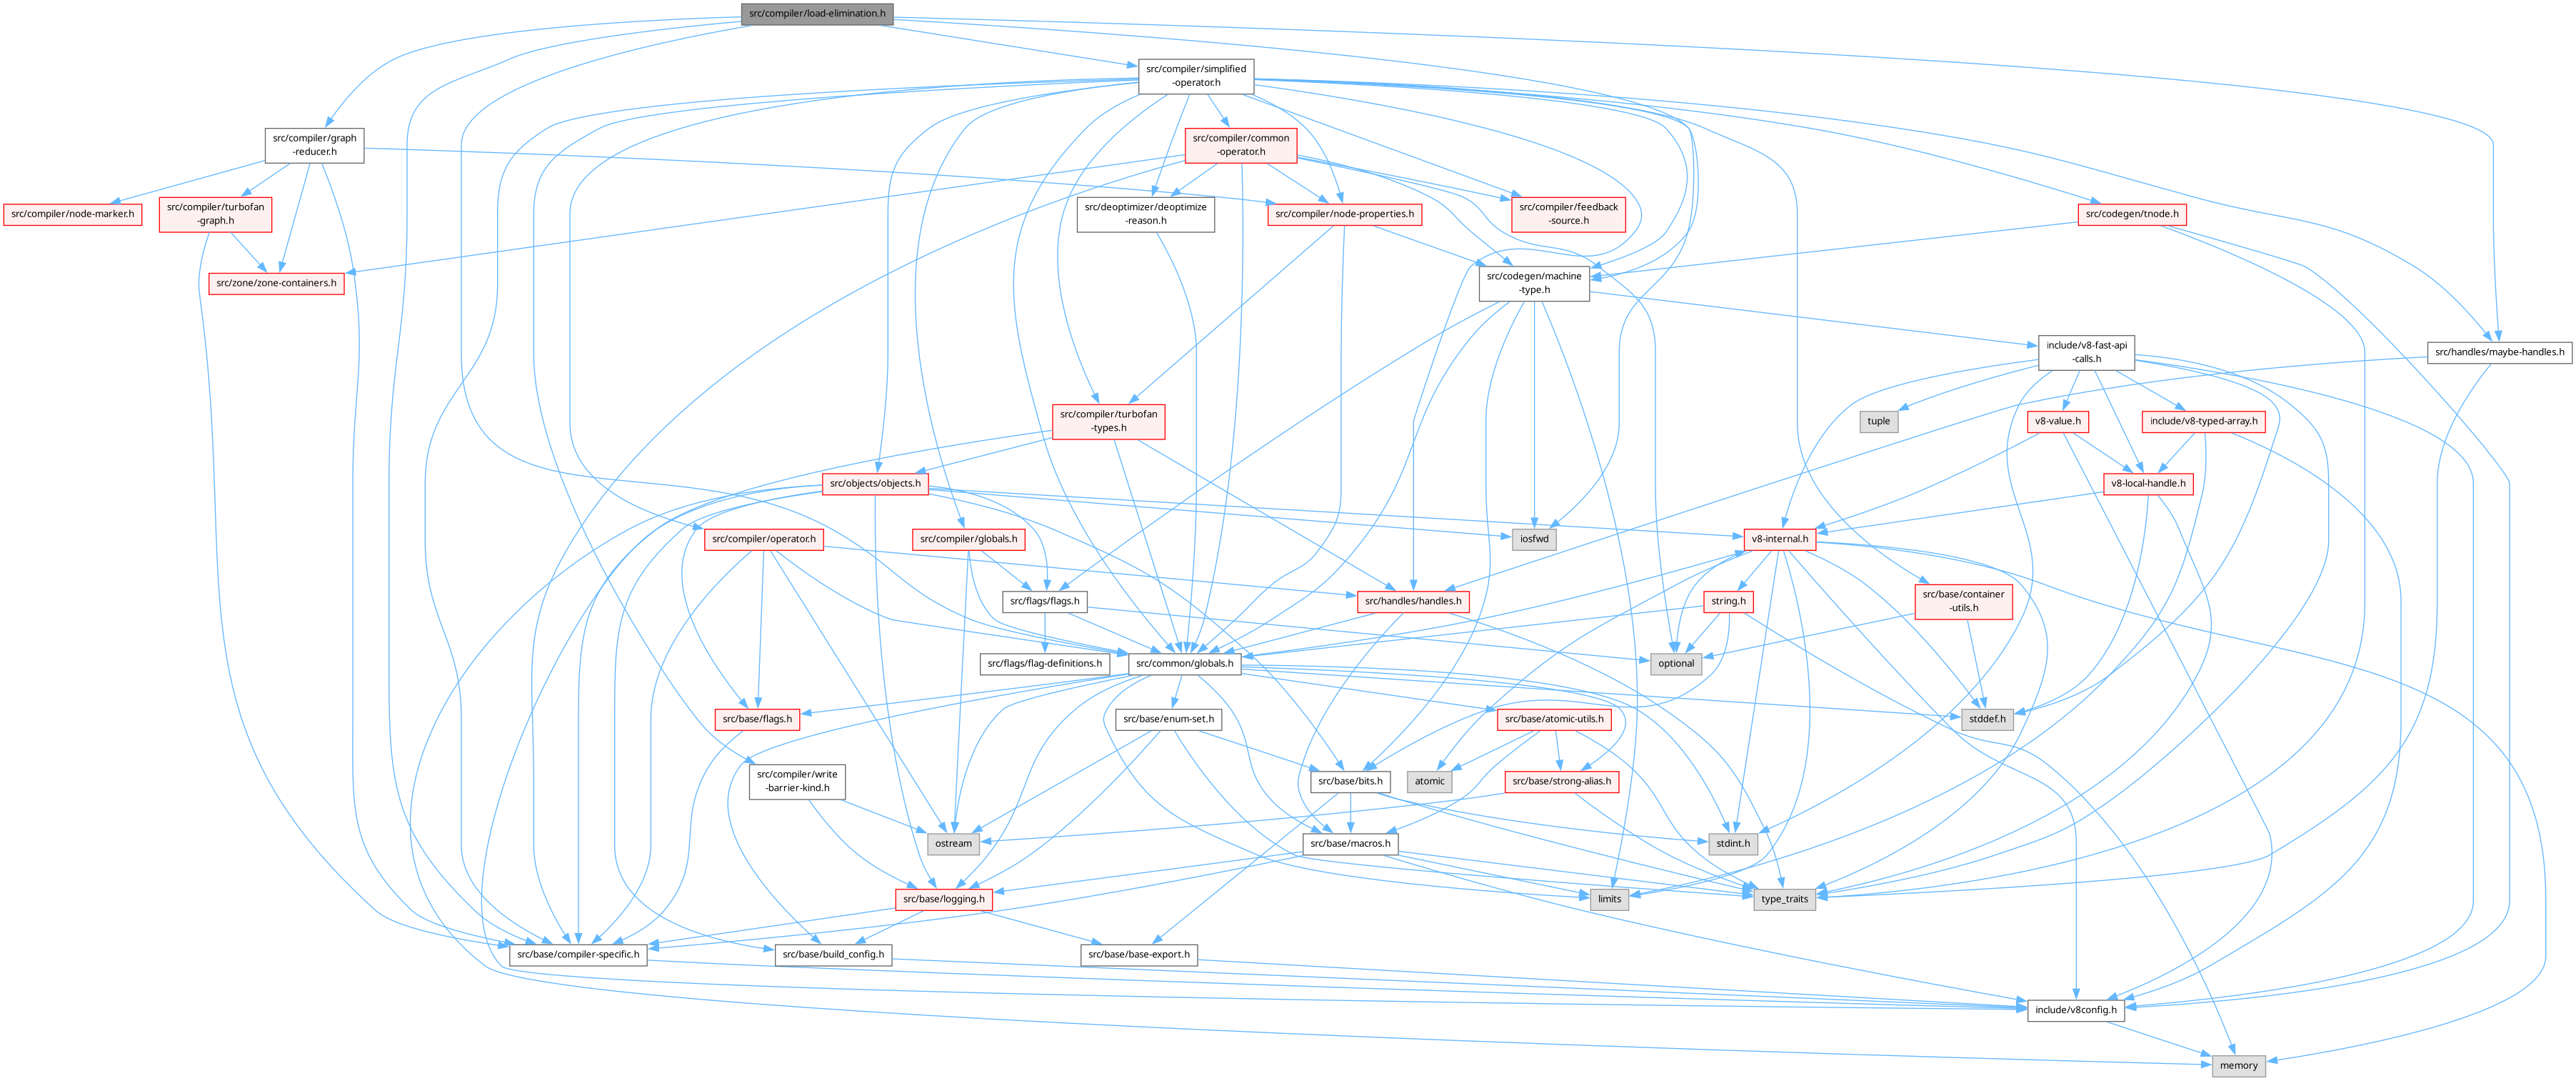 src/compiler/load-elimination.h
src/compiler/simplified
-operator.h
src/compiler/graph
-reducer.h
src/compiler/common
-operator.h
src/compiler/node-marker.h
src/compiler/turbofan
-graph.h
src/deoptimizer/deoptimize
-reason.h
src/compiler/node-properties.h
src/compiler/feedback
-source.h
src/codegen/tnode.h
src/zone/zone-containers.h
src/codegen/machine
-type.h
include/v8-fast-api
-calls.h
src/handles/maybe-handles.h
src/compiler/turbofan
-types.h
tuple
v8-value.h
include/v8-typed-array.h
src/objects/objects.h
v8-local-handle.h
src/compiler/operator.h
src/compiler/globals.h
iosfwd
v8-internal.h
src/flags/flags.h
src/handles/handles.h
string.h
src/base/container
-utils.h
src/flags/flag-definitions.h
src/common/globals.h
optional
src/base/flags.h
src/base/enum-set.h
src/base/atomic-utils.h
stddef.h
src/compiler/write
-barrier-kind.h
src/base/bits.h
atomic
src/base/strong-alias.h
ostream
src/base/macros.h
stdint.h
src/base/logging.h
limits
type_traits
src/base/compiler-specific.h
src/base/build_config.h
src/base/base-export.h
include/v8config.h
memory